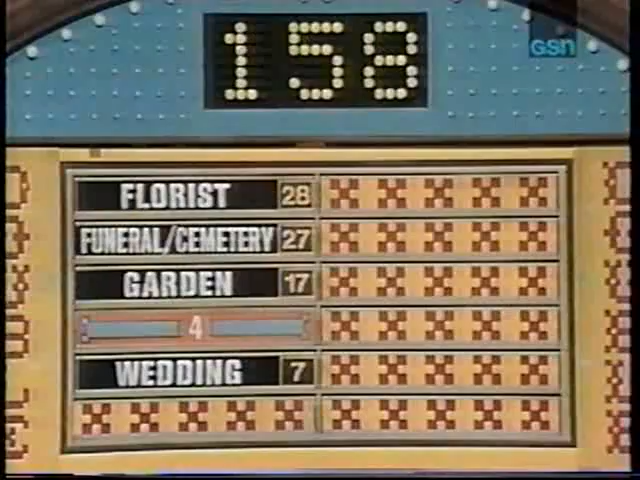 158
GSN
FLORIST 28
FUNERAL/CEMETERY 27
GARDEN 17
4
WEDDING 7